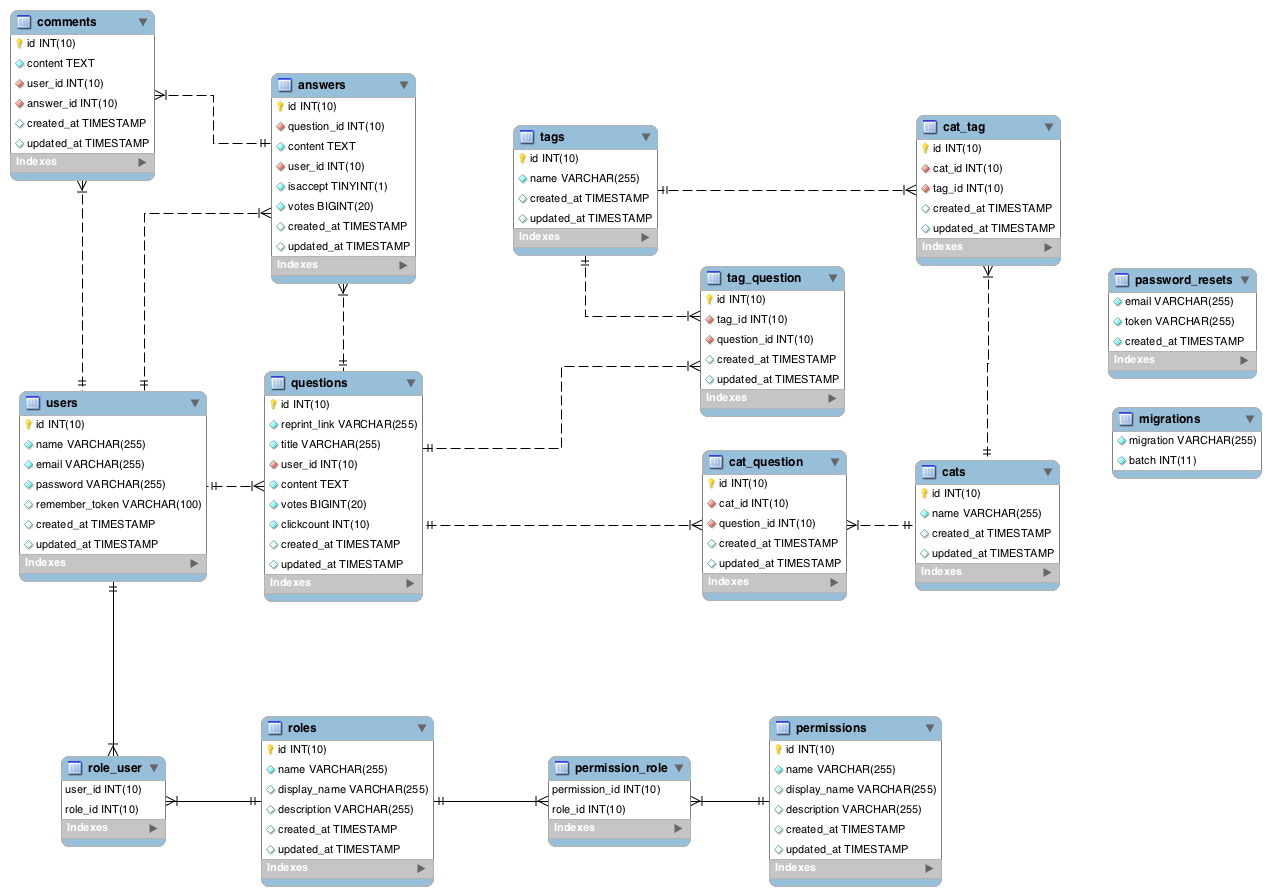 comments
id INT(10)
content TEXT
user_id INT(10)
answer_id INT(10)
created_at TIMESTAMP
updated_at TIMESTAMP
Indexes
answers
id INT(10)
question_id INT(10)
content TEXT
user_id INT(10)
isaccept TINYINT(1)
votes BIGINT(20)
created_at TIMESTAMP
updated_at TIMESTAMP
Indexes
tags
id INT(10)
name VARCHAR(255)
created_at TIMESTAMP
updated_at TIMESTAMP
Indexes
cat_tag
id INT(10)
cat_id INT(10)
tag_id INT(10)
created_at TIMESTAMP
updated_at TIMESTAMP
Indexes
tag_question
id INT(10)
tag_id INT(10)
question_id INT(10)
created_at TIMESTAMP
updated_at TIMESTAMP
Indexes
password_resets
email VARCHAR(255)
token VARCHAR(255)
created_at TIMESTAMP
Indexes
users
id INT(10)
name VARCHAR(255)
email VARCHAR(255)
password VARCHAR(255)
remember_token VARCHAR(100)
created_at TIMESTAMP
updated_at TIMESTAMP
Indexes
questions
id INT(10)
reprint_link VARCHAR(255)
title VARCHAR(255)
user_id INT(10)
content TEXT
votes BIGINT(20)
clickcount INT(10)
created_at TIMESTAMP
updated_at TIMESTAMP
Indexes
cat_question
id INT(10)
cat_id INT(10)
question_id INT(10)
created_at TIMESTAMP
updated_at TIMESTAMP
Indexes
cats
id INT(10)
name VARCHAR(255)
created_at TIMESTAMP
updated_at TIMESTAMP
Indexes
migrations
migration VARCHAR(255)
batch INT(11)
Indexes
role_user
user_id INT(10)
role_id INT(10)
Indexes
roles
id INT(10)
name VARCHAR(255)
display_name VARCHAR(255)
description VARCHAR(255)
created_at TIMESTAMP
updated_at TIMESTAMP
Indexes
permission_role
permission_id INT(10)
role_id INT(10)
Indexes
permissions
id INT(10)
name VARCHAR(255)
display_name VARCHAR(255)
description VARCHAR(255)
created_at TIMESTAMP
updated_at TIMESTAMP
Indexes